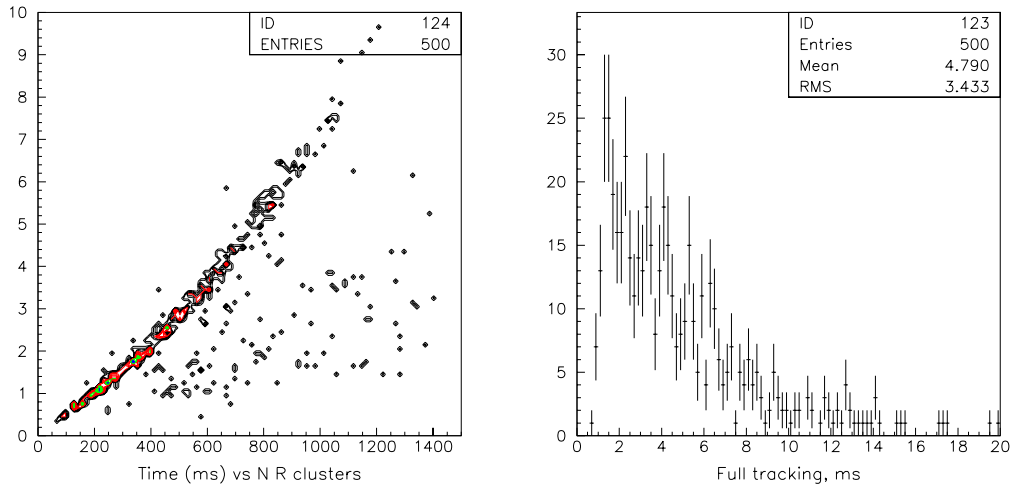 ID 124
ENTRIES 500
10
9
8
7
6
5
4
3
2
1
0
0 200 400 600 800 1000 1200 1400
Time (ms) vs N R clusters
ID 123
Entries 500
Mean 4.790
RMS 3.433
30
25
20
15
10
5
0
0 2 4 6 8 10 12 14 16 18 20
Full tracking, ms